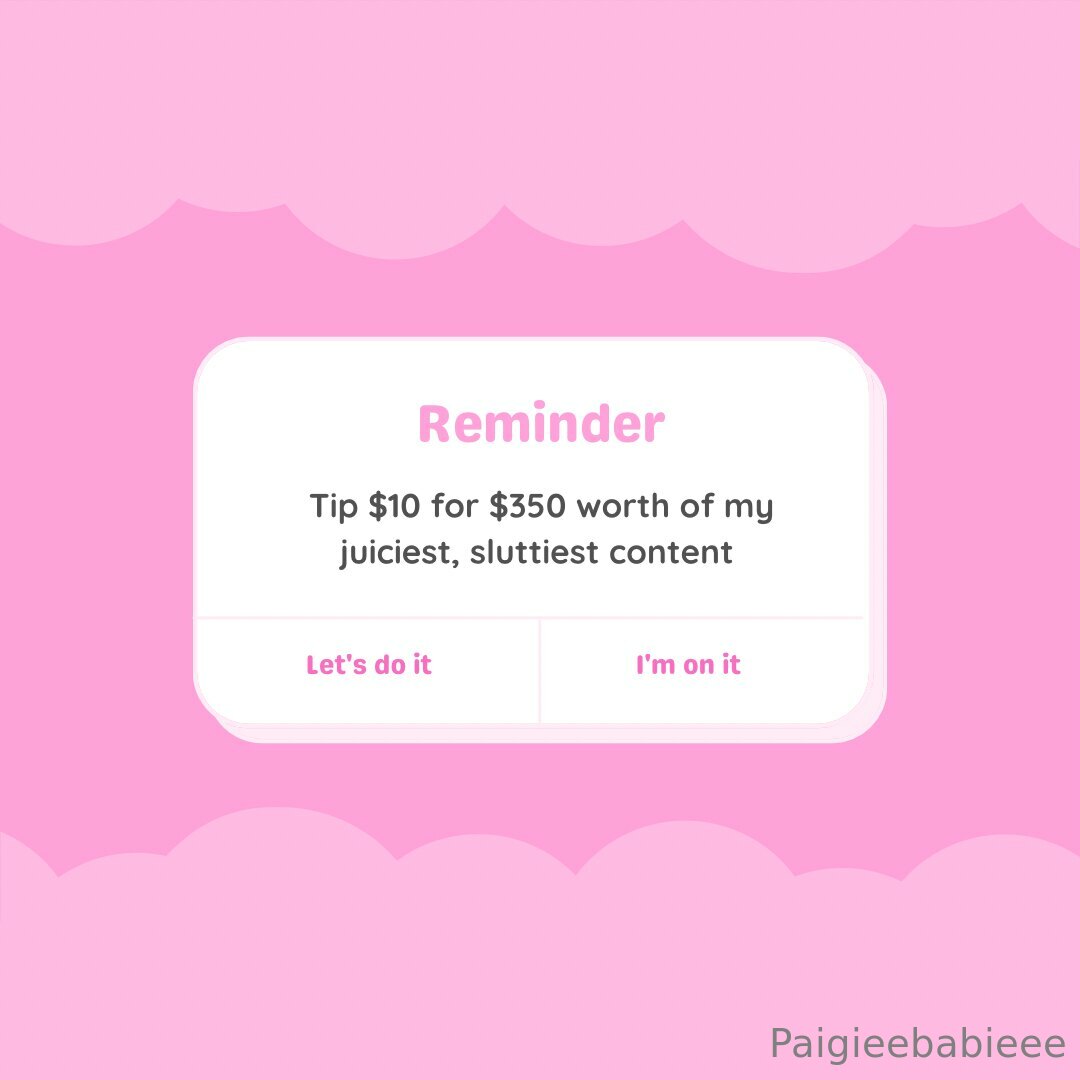 Reminder
Tip $10 for $350 worth of my
juiciest, sluttiest content
Let's do it
I'm on it
Paigieebabieee